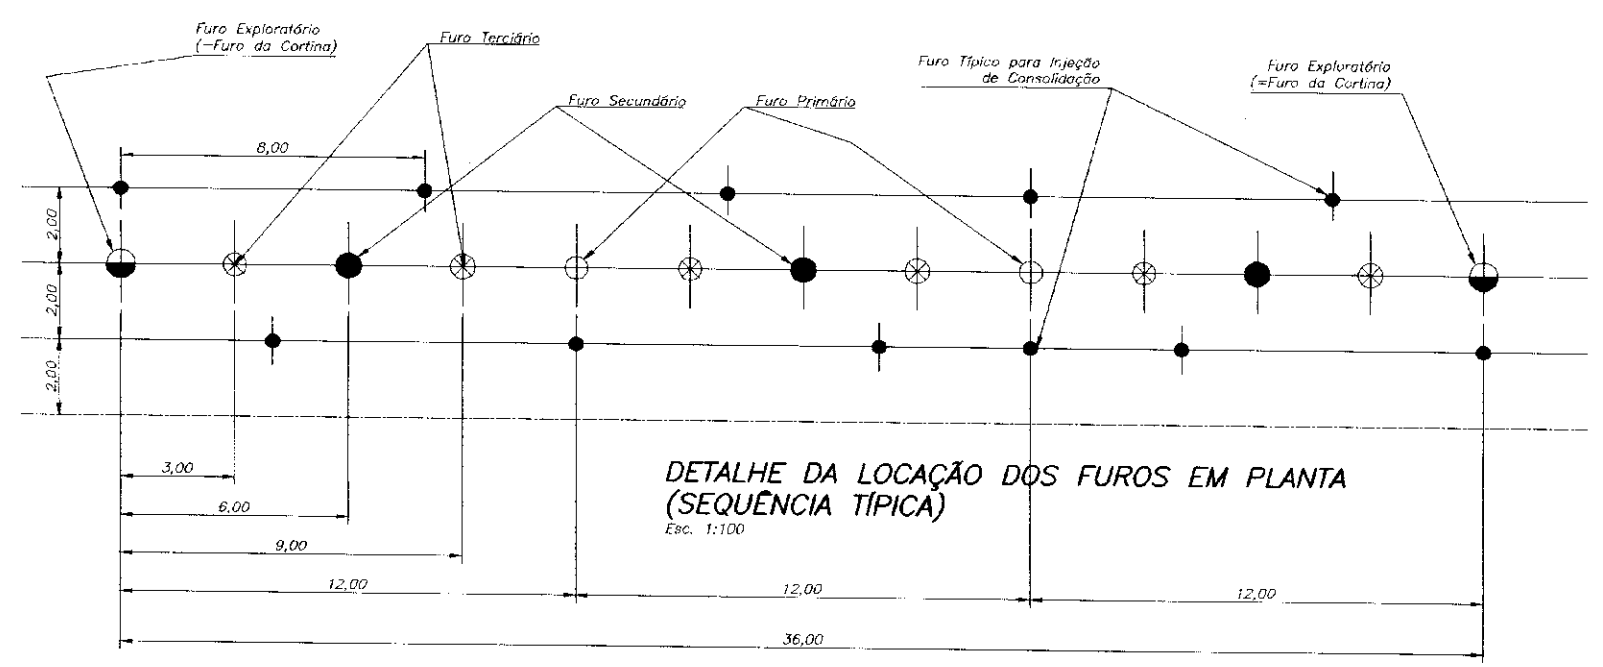 Furo Exploratório
(=Furo da Cortina)
Furo Terciário
Furo Secundário
Furo Primário
Furo Típico para Injeção
de Consolidação
Furo Exploratório
(=Furo da Cortina)
8,00
2,00
2,00
2,00
3,00
6,00
9,00
12,00
12,00
12,00
36,00
DETALHE DA LOCAÇÃO DOS FUROS EM PLANTA
(SEQUÊNCIA TÍPICA)
Esc. 1:100